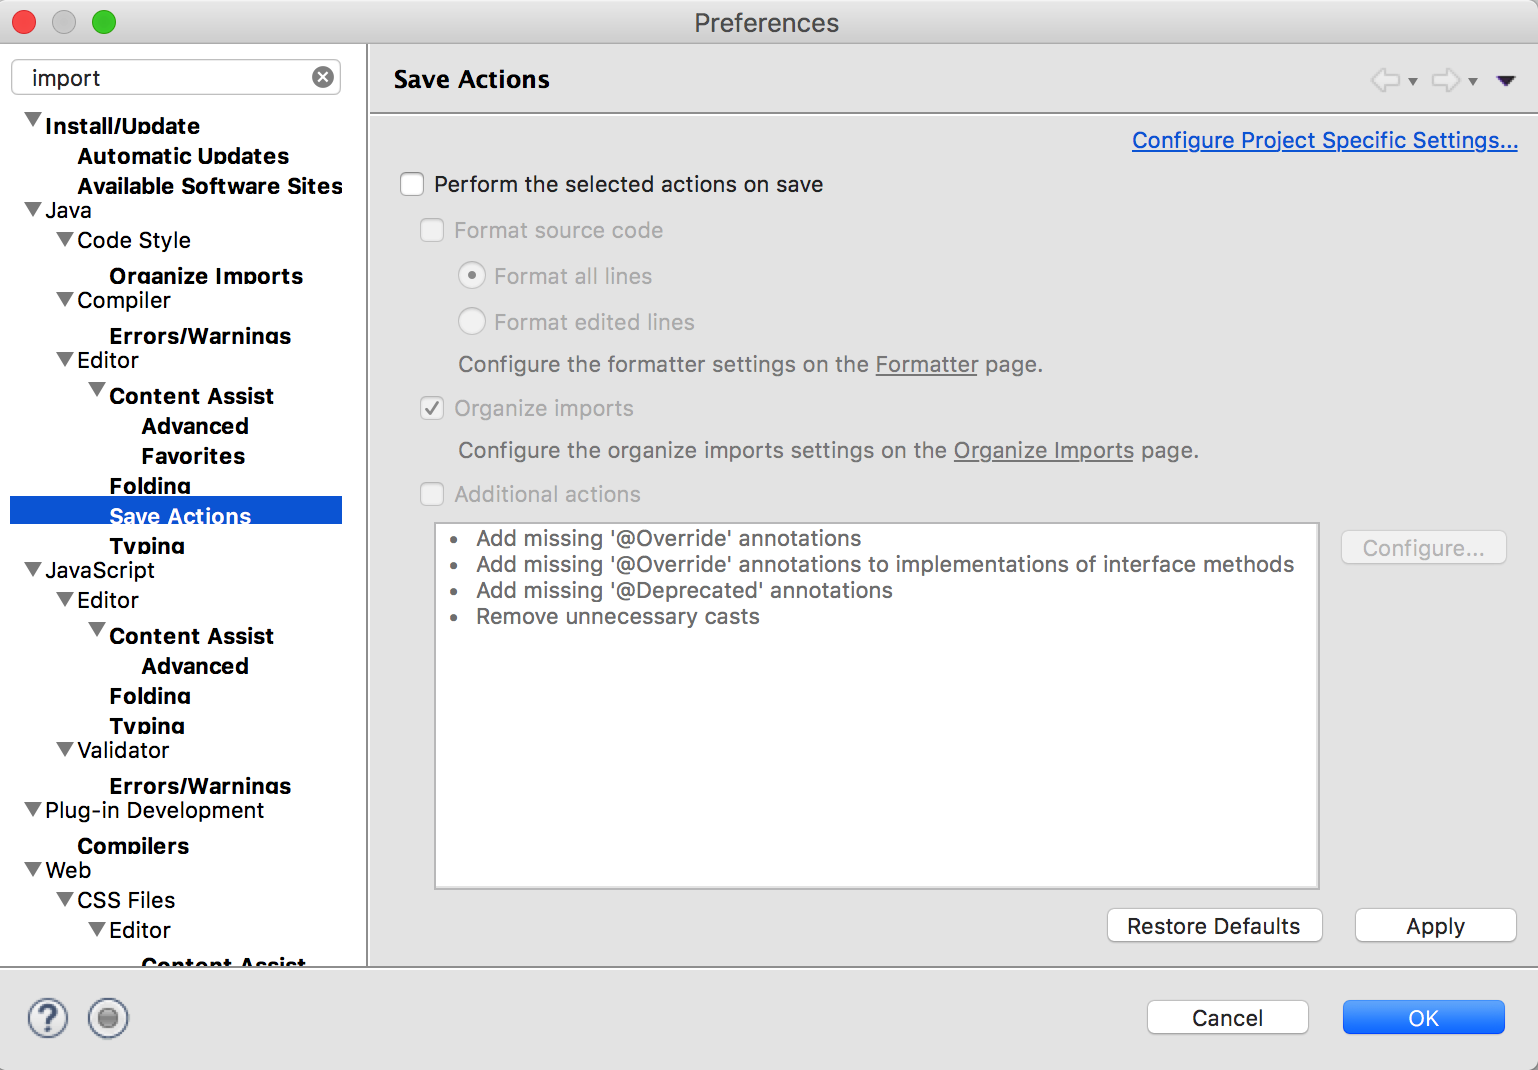 Preferences
import
Install/Update
Automatic Updates
Available Software Sites
Java
Code Style
Organize Imports
Compiler
Errors/Warnings
Editor
Content Assist
Advanced
Favorites
Folding
Save Actions
Typing
JavaScript
Editor
Content Assist
Advanced
Folding
Typing
Validator
Errors/Warnings
Plug-in Development
Compilers
Web
CSS Files
Editor
Content Assist
Save Actions
Configure Project Specific Settings...
Perform the selected actions on save
Format source code
Format all lines
Format edited lines
Configure the formatter settings on the Formatter page.
Organize imports
Configure the organize imports settings on the Organize Imports page.
Additional actions
• Add missing '@Override' annotations
• Add missing '@Override' annotations to implementations of interface methods
• Add missing '@Deprecated' annotations
• Remove unnecessary casts
Configure...
Restore Defaults
Apply
?
Cancel
OK